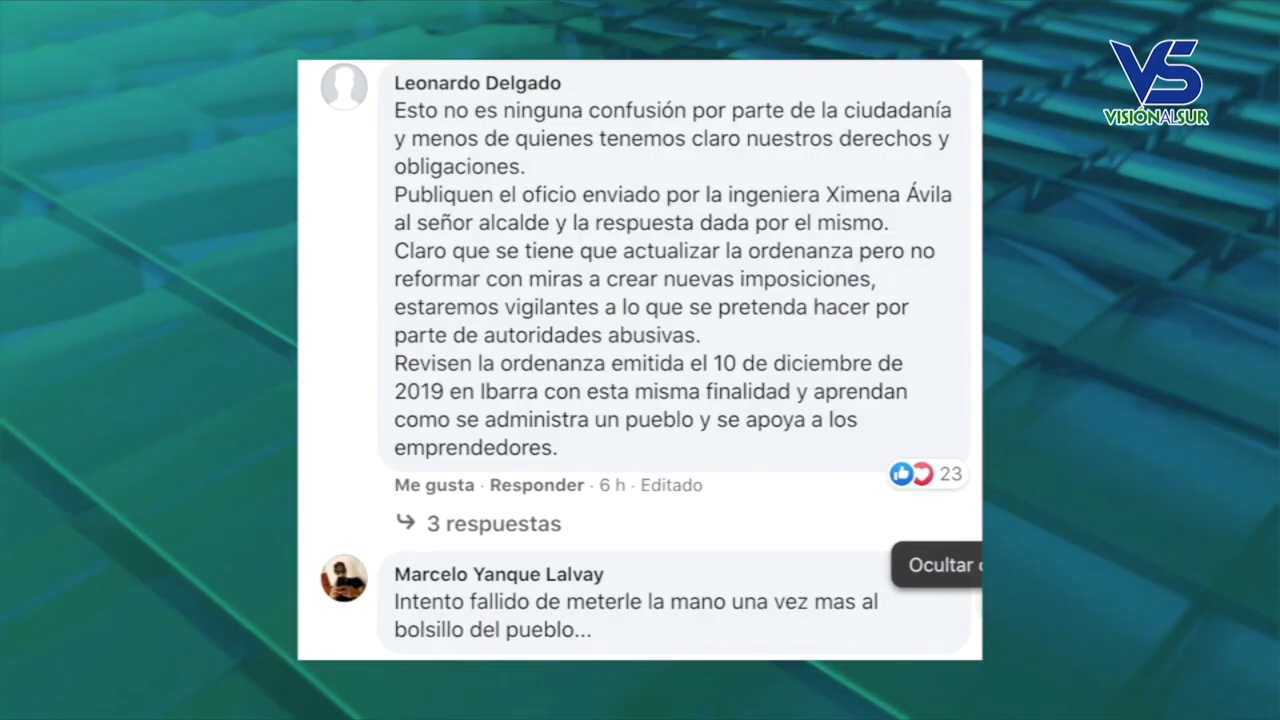 VS
VISIÓNALSUR
Leonardo Delgado
Esto no es ninguna confusión por parte de la ciudadanía
y menos de quienes tenemos claro nuestros derechos y
obligaciones.
Publiquen el oficio enviado por la ingeniera Ximena Ávila
al señor alcalde y la respuesta dada por el mismo.
Claro que se tiene que actualizar la ordenanza pero no
reformar con miras a crear nuevas imposiciones,
estaremos vigilantes a lo que se pretenda hacer por
parte de autoridades abusivas.
Revisen la ordenanza emitida el 10 de diciembre de
2019 en Ibarra con esta misma finalidad y aprendan
como se administra un pueblo y se apoya a los
emprendedores.
23
Me gusta · Responder · 6 h · Editado
3 respuestas
Ocultar
Marcelo Yanque Lalvay
Intento fallido de meterle la mano una vez mas al
bolsillo del pueblo...